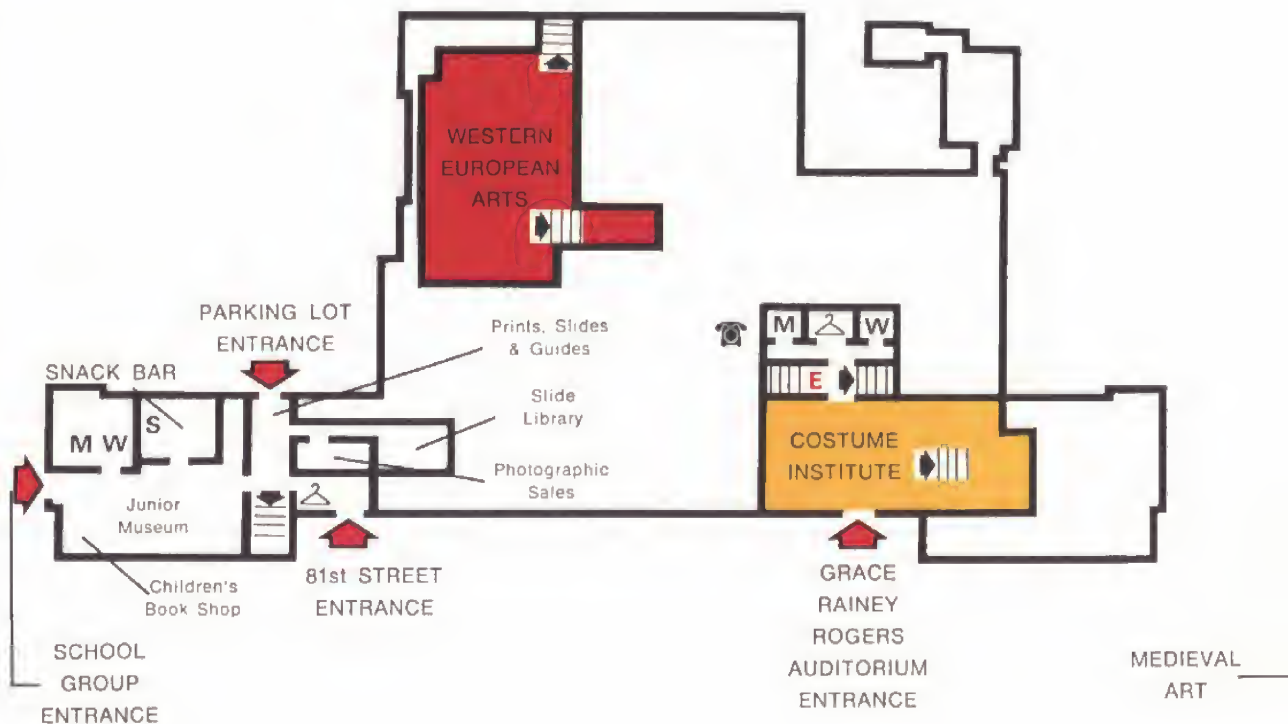 WESTERN
EUROPEAN
ARTS
PARKING LOT
ENTRANCE
Prints, Slides
& Guides
M
W
SNACK BAR
E
S
Slide
Library
M W
COSTUME
INSTITUTE
Photographic
Sales
Junior
Museum
Children's
Book Shop
81st STREET
ENTRANCE
GRACE
RAINEY
ROGERS
AUDITORIUM
ENTRANCE
SCHOOL
GROUP
ENTRANCE
MEDIEVAL
ART